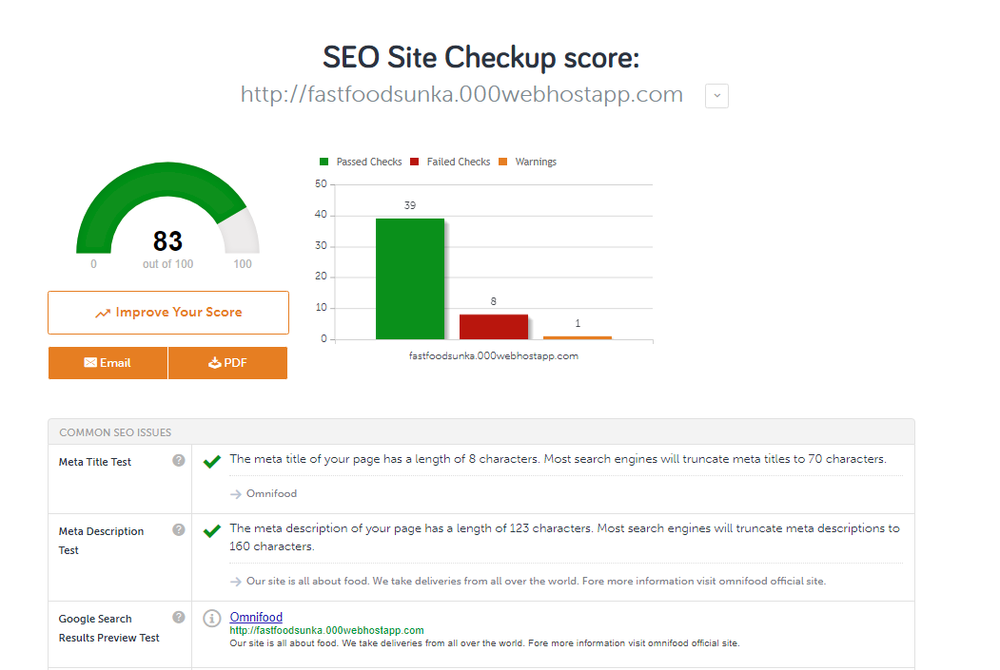 SEO Site Checkup score:
http://fastfoodsunka.000webhostapp.com
Passed Checks Failed Checks Warnings
50
40
30
20
10
0
39
8
1
fastfoodsunka.000webhostapp.com
83
0 out of 100 100
Improve Your Score
Email PDF
COMMON SEO ISSUES
Meta Title Test ?
The meta title of your page has a length of 8 characters. Most search engines will truncate meta titles to 70 characters.
Omnifood
Meta Description
Test
?
The meta description of your page has a length of 123 characters. Most search engines will truncate meta descriptions to
160 characters.
Our site is all about food. We take deliveries from all over the world. Fore more information visit omnifood official site.
Google Search
Results Preview Test
?
i
Omnifood
http://fastfoodsunka.000webhostapp.com
Our site is all about food. We take deliveries from all over the world. Fore more information visit omnifood official site.